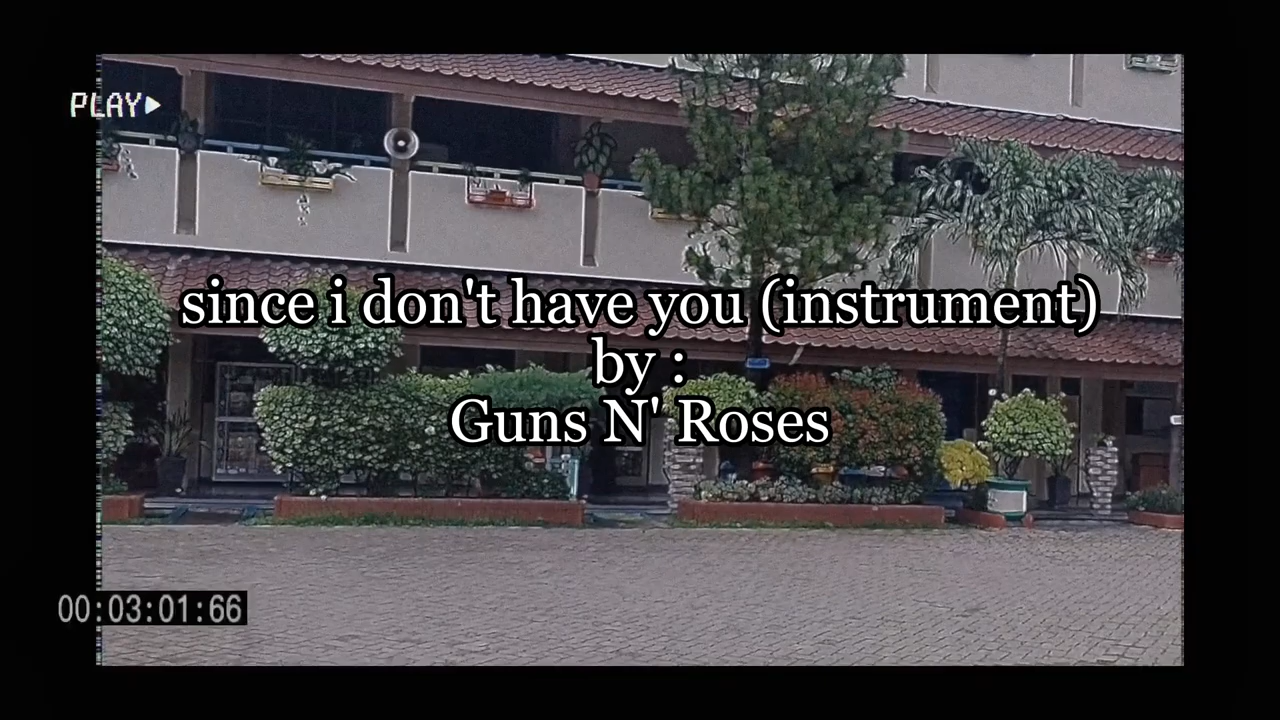 PLAY
since i don't have you (instrument)
by :
Guns N' Roses
00:03:01:66